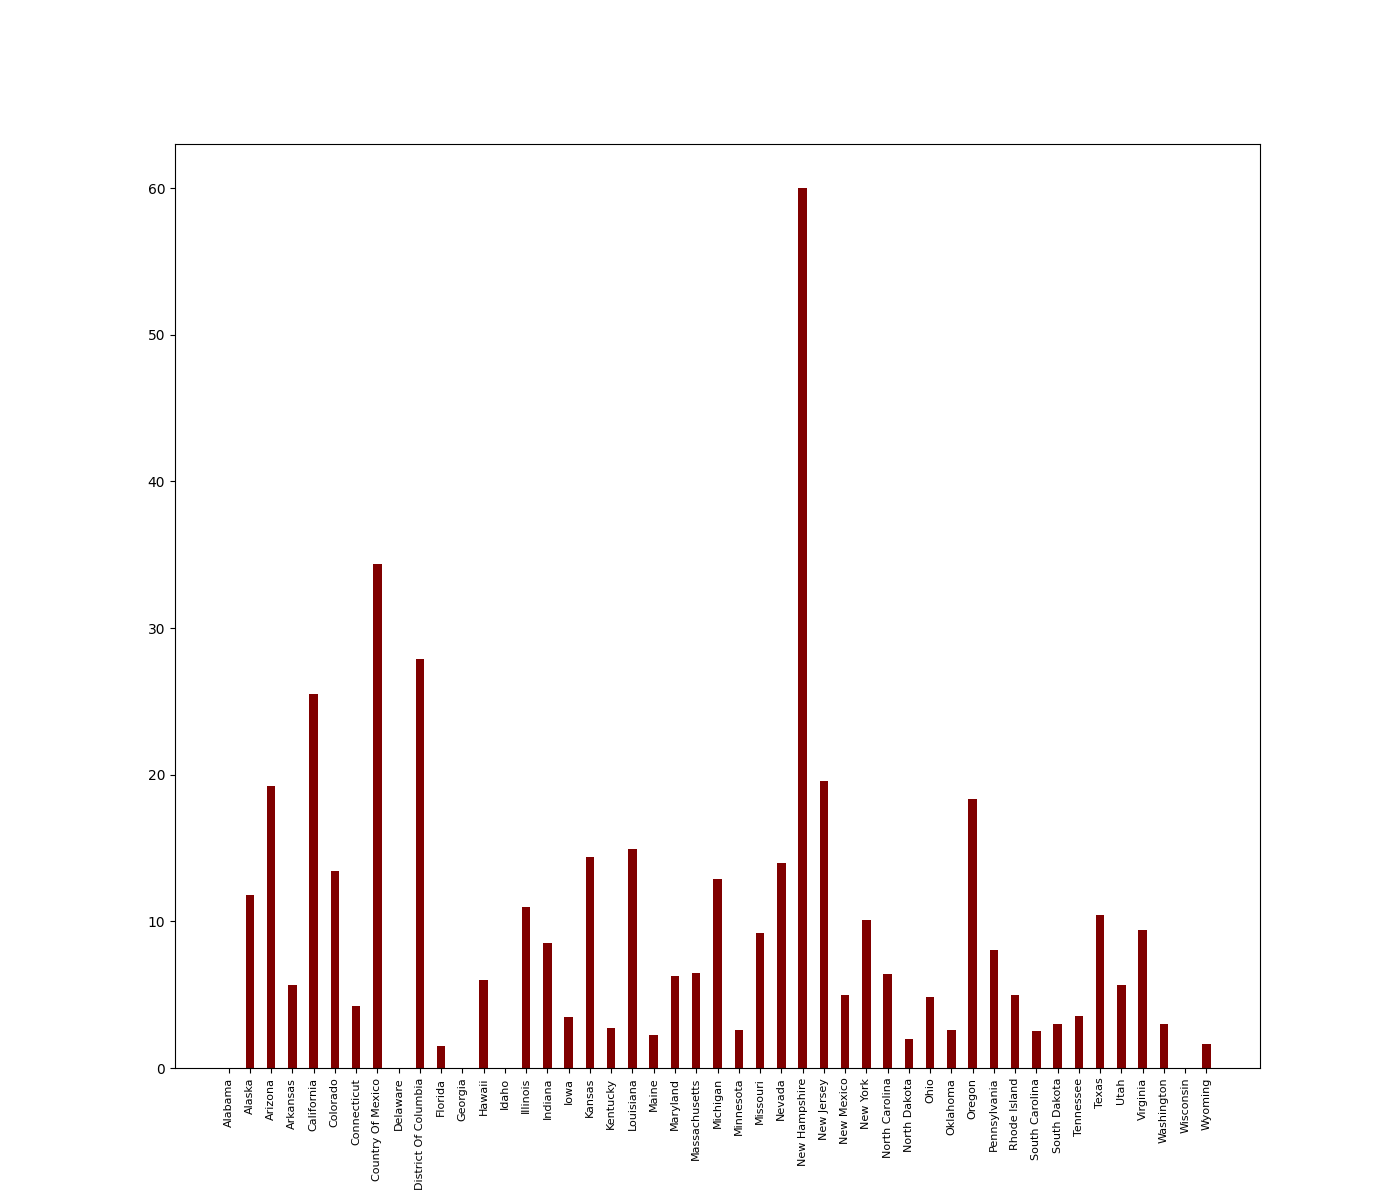 60
50
40
30
20
10
0
Alabama
Alaska
Arizona
Arkansas
California
Colorado
Connecticut
Country Of Mexico
Delaware
District Of Columbia
Florida
Georgia
Hawaii
Idaho
Illinois
Indiana
Iowa
Kansas
Kentucky
Louisiana
Maine
Maryland
Massachusetts
Michigan
Minnesota
Missouri
Nevada
New Hampshire
New Jersey
New Mexico
New York
North Carolina
North Dakota
Ohio
Oklahoma
Oregon
Pennsylvania
Rhode Island
South Carolina
South Dakota
Tennessee
Texas
Utah
Virginia
Washington
Wisconsin
Wyoming